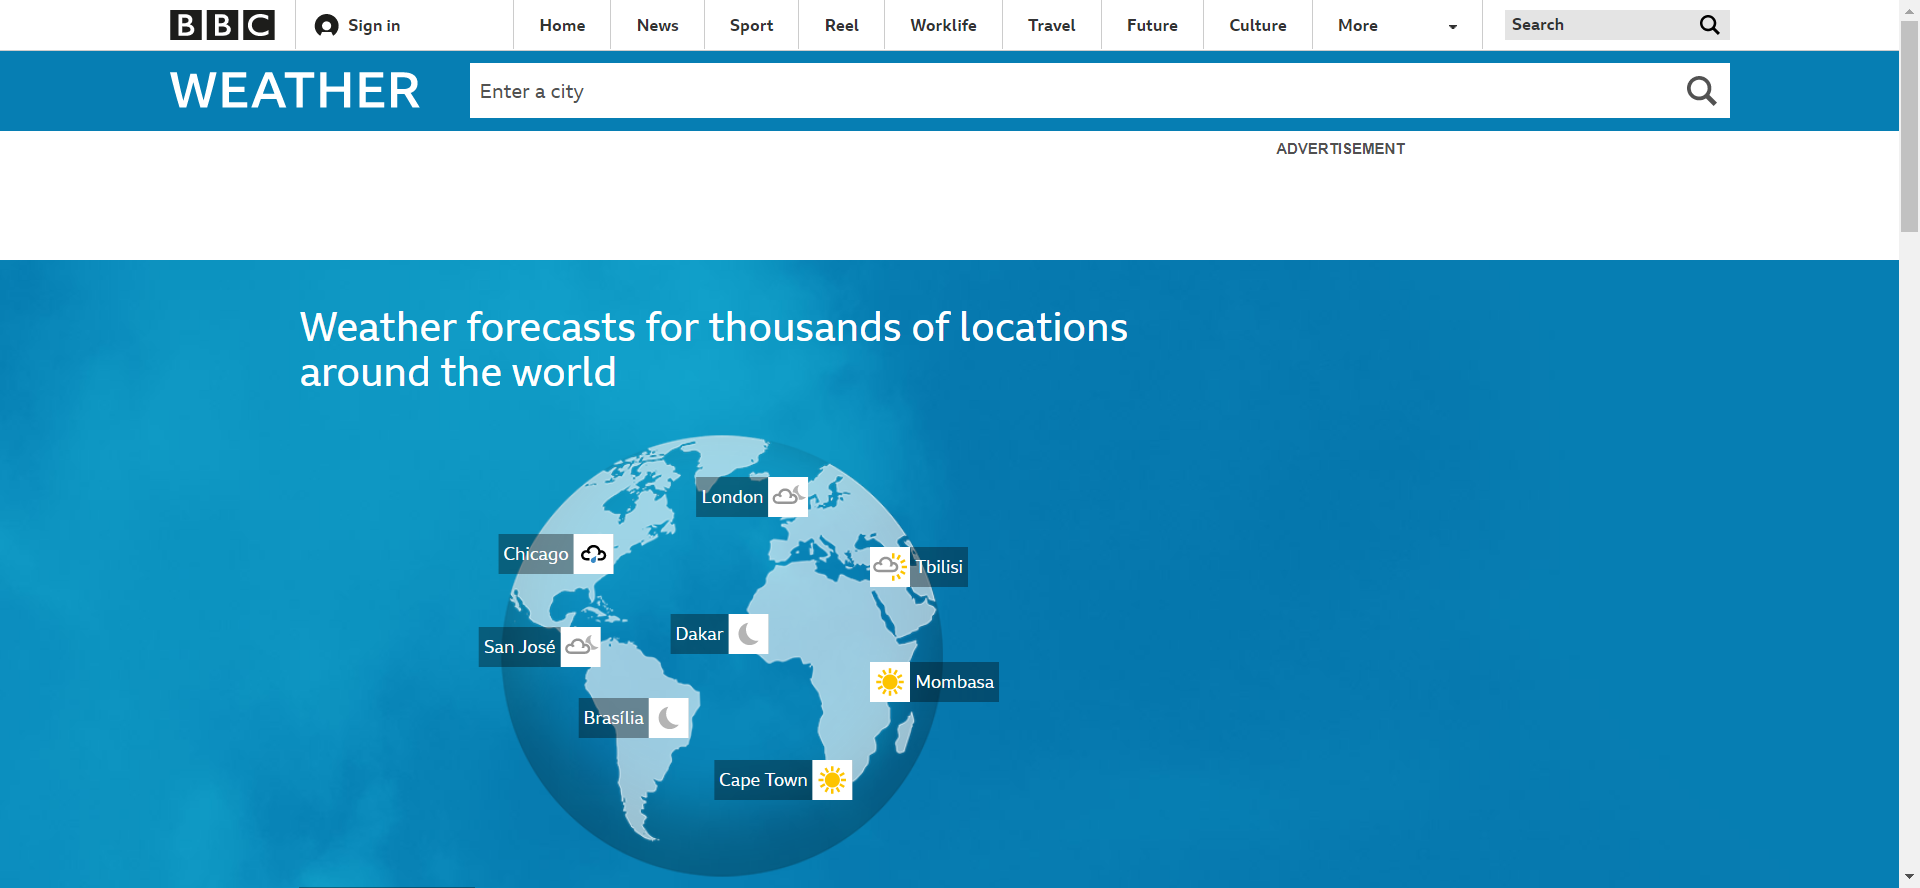 BBC
Sign in
Home
News
Sport
Reel
Worklife
Travel
Future
Culture
More
Search
WEATHER
Enter a city
ADVERTISEMENT
Weather forecasts for thousands of locations
around the world
London
Chicago
Tbilisi
Dakar
San José
Mombasa
Brasília
Cape Town